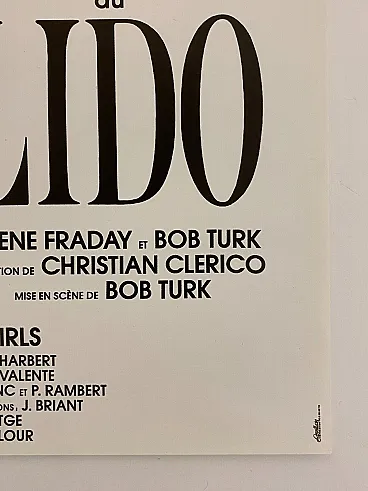 au
LIDO
ENE FRADAY ET BOB TURK
TION DE CHRISTIAN CLERICO
MISE EN SCÈNE DE BOB TURK
IRLS
HARBERT
VALENTE
NC ET P. RAMBERT
ONS, J. BRIANT
TGE
LOUR